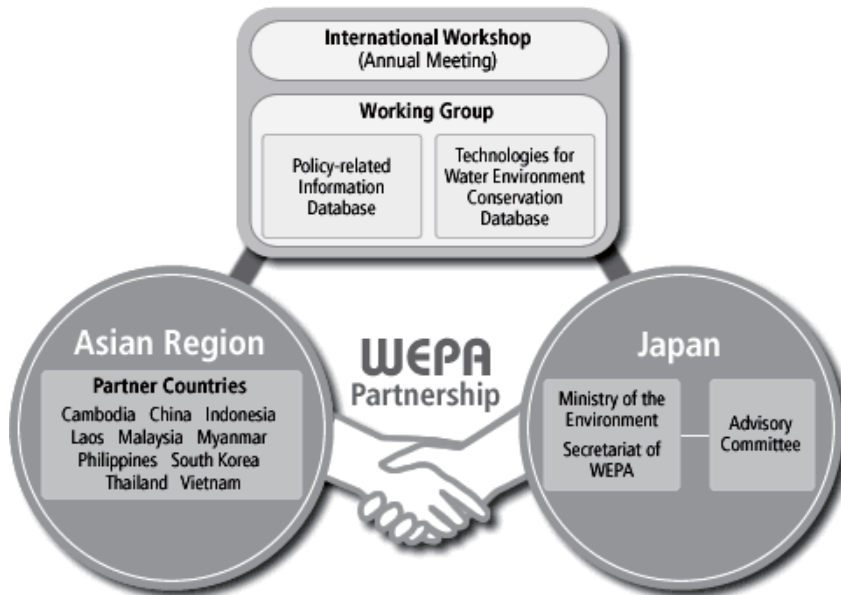 International Workshop
(Annual Meeting)
Working Group
Policy-related
Information
Database
Technologies for
Water Environment
Conservation
Database
Asian Region
Partner Countries
Cambodia China Indonesia
Laos Malaysia Myanmar
Philippines South Korea
Thailand Vietnam
WEPA
Partnership
Japan
Ministry of the
Environment
Secretariat of
WEPA
Advisory
Committee